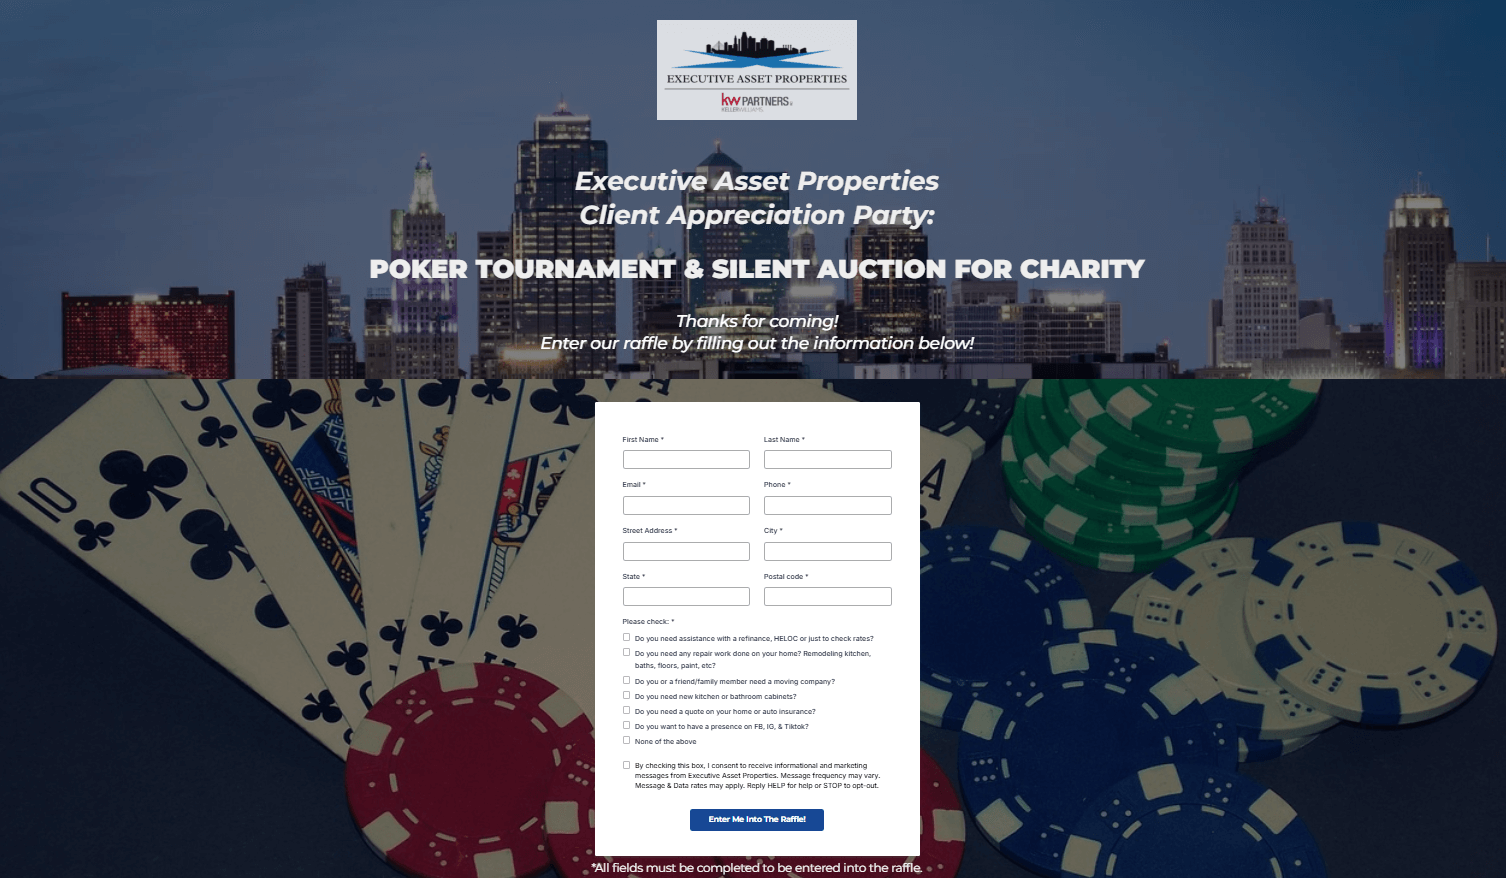 EXECUTIVE ASSET PROPERTIES
kw PARTNERS
KELLERWILLIAMS.
Executive Asset Properties
Client Appreciation Party:
POKER TOURNAMENT & SILENT AUCTION FOR CHARITY
Thanks for coming!
Enter our raffle by filling out the information below!
10
J
A
A
First Name * Last Name *
Email * Phone *
Street Address * City *
State * Postal code *
Please check: *
Do you need assistance with a refinance, HELOC or just to check rates?
Do you need any repair work done on your home? Remodeling kitchen,
baths, floors, paint, etc?
Do you or a friend/family member need a moving company?
Do you need new kitchen or bathroom cabinets?
Do you need a quote on your home or auto insurance?
Do you want to have a presence on FB, IG, & Tiktok?
None of the above
By checking this box, I consent to receive informational and marketing
messages from Executive Asset Properties. Message frequency may vary.
Message & Data rates may apply. Reply HELP for help or STOP to opt-out.
Enter Me Into The Raffle!
*All fields must be completed to be entered into the raffle.